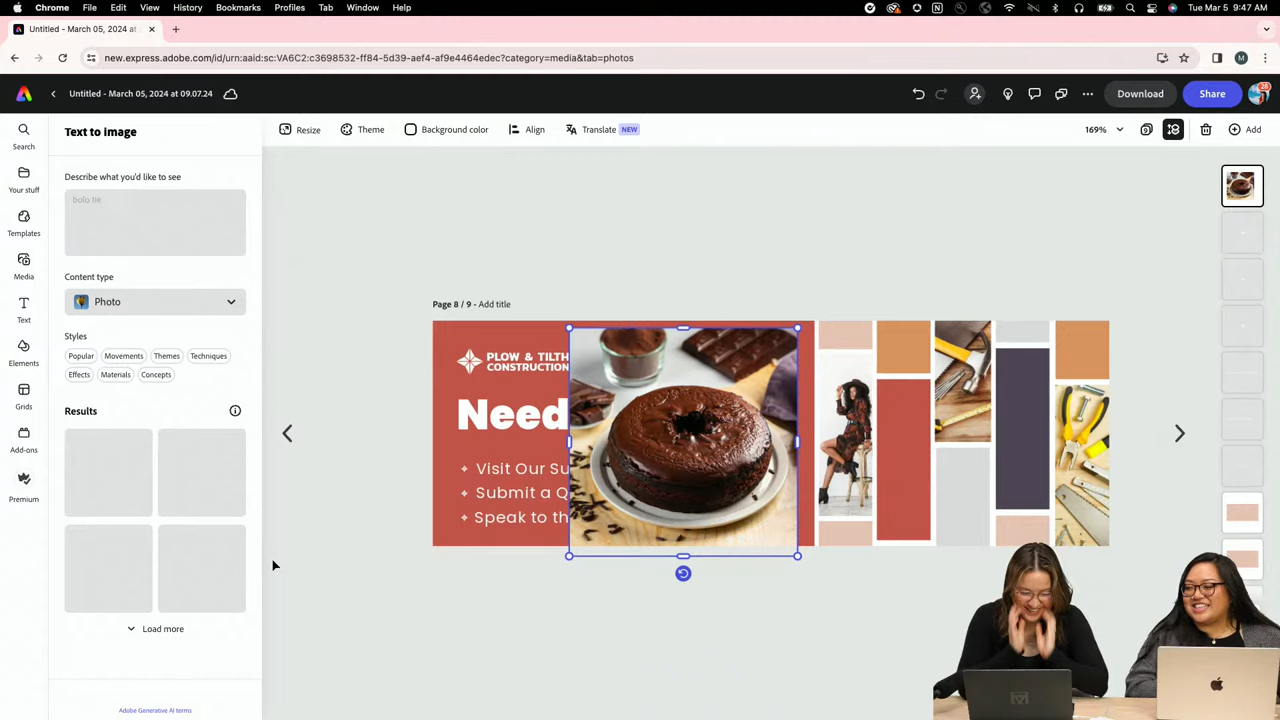 Chrome File Edit View History Bookmarks Profiles Tab Window Help
Tue Mar 5 9:47 AM
Untitled - March 05, 2024 at
new.express.adobe.com/id/urn:aaid:sc:VA6C2:c3698532-ff84-5d39-aef4-af9e4464edec?category=media&tab=photos
M
Untitled - March 05, 2024 at 09.07.24
Download
Share
28
Search
Your stuff
Templates
Media
Text
Elements
Grids
Add-ons
Premium
Text to image
Resize
Theme
Background color
Align
Translate NEW
169%
9
Add
Describe what you'd like to see
bolo tie
Content type
Photo
Styles
Popular Movements Themes Techniques
Effects Materials Concepts
Results
Load more
Adobe Generative AI terms
Page 8 / 9 - Add title
PLOW & TILTH
CONSTRUCTION
Need
Visit Our Su
Submit a Q
Speak to th